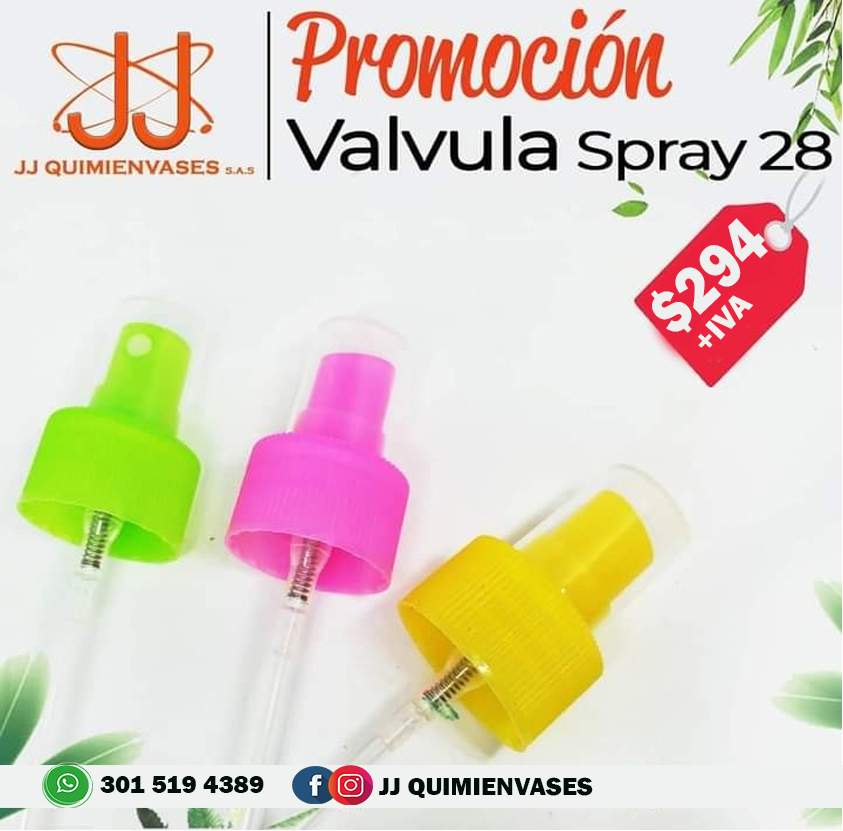 JJ
JJ QUIMIENVASES S.A.S
Promoción
Valvula Spray 28
$294
+IVA
301 519 4389
JJ QUIMIENVASES